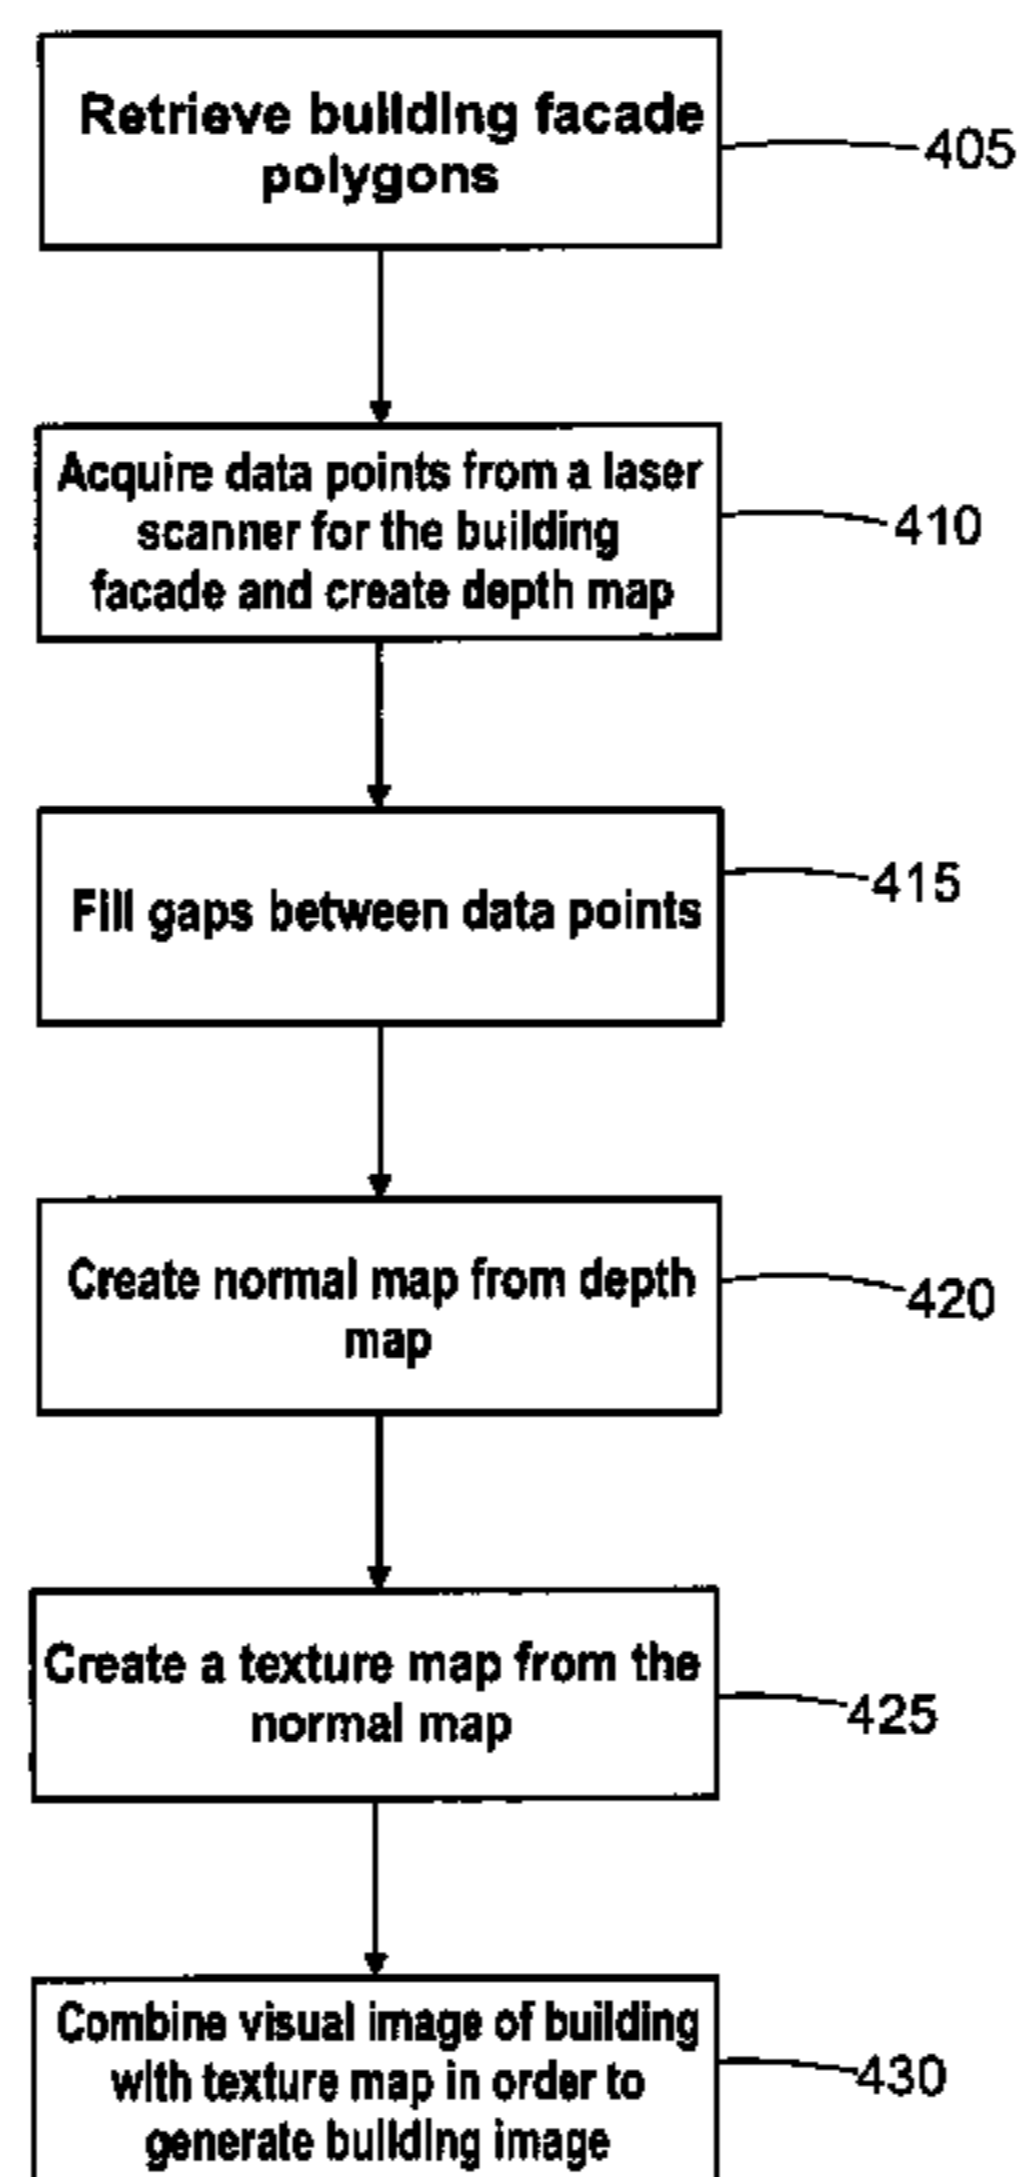 Retrieve building facade
polygons
405
Acquire data points from a laser
scanner for the building
facade and create depth map
410
Fill gaps between data points
415
Create normal map from depth
map
420
Create a texture map from the
normal map
425
Combine visual image of building
with texture map in order to
generate building image
430